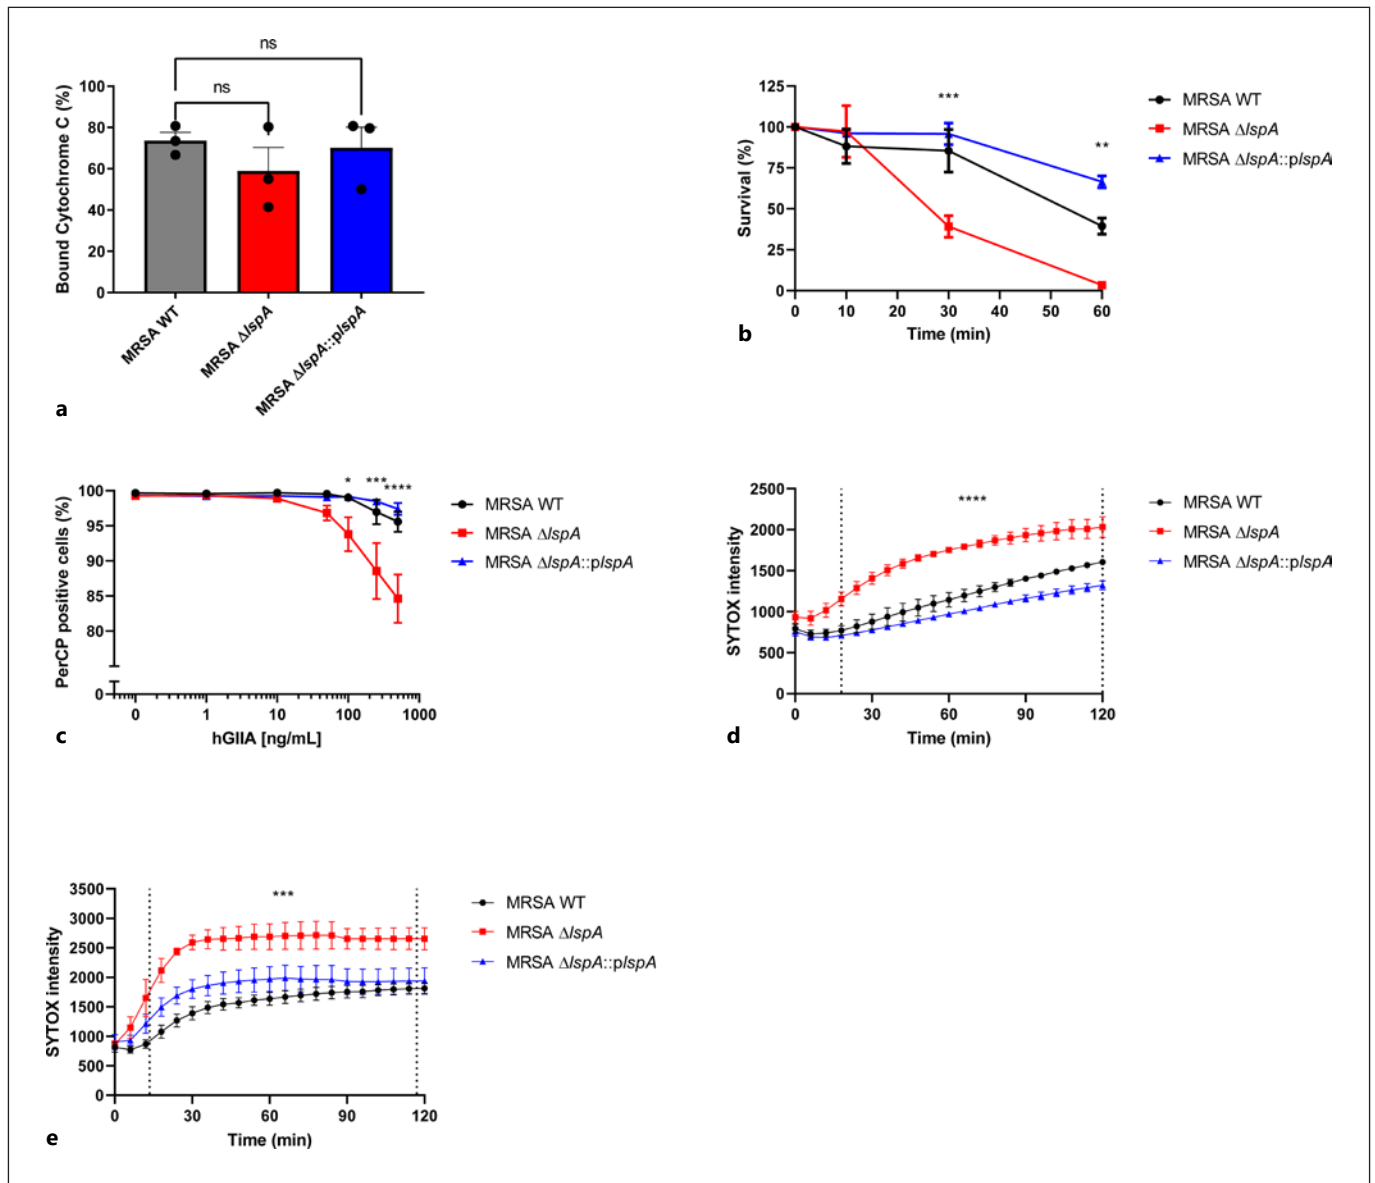 ns
ns
Bound Cytochrome C (%)
100
80
60
40
20
0
MRSA WT
MRSA ΔlspA
MRSA ΔlspA::plspA
a
Survival (%)
125
100
75
50
25
0
***
**
0 10 20 30 40 50 60
Time (min)
MRSA WT
MRSA ΔlspA
MRSA ΔlspA::plspA
b
PerCP positive cells (%)
100
95
90
85
80
0
* *** ****
0 1 10 100 1000
hGIIA [ng/mL]
MRSA WT
MRSA ΔlspA
MRSA ΔlspA::plspA
c
SYTOX intensity
2500
2000
1500
1000
500
0
****
0 30 60 90 120
Time (min)
MRSA WT
MRSA ΔlspA
MRSA ΔlspA::plspA
d
SYTOX intensity
3500
3000
2500
2000
1500
1000
500
0
***
0 30 60 90 120
Time (min)
MRSA WT
MRSA ΔlspA
MRSA ΔlspA::plspA
e